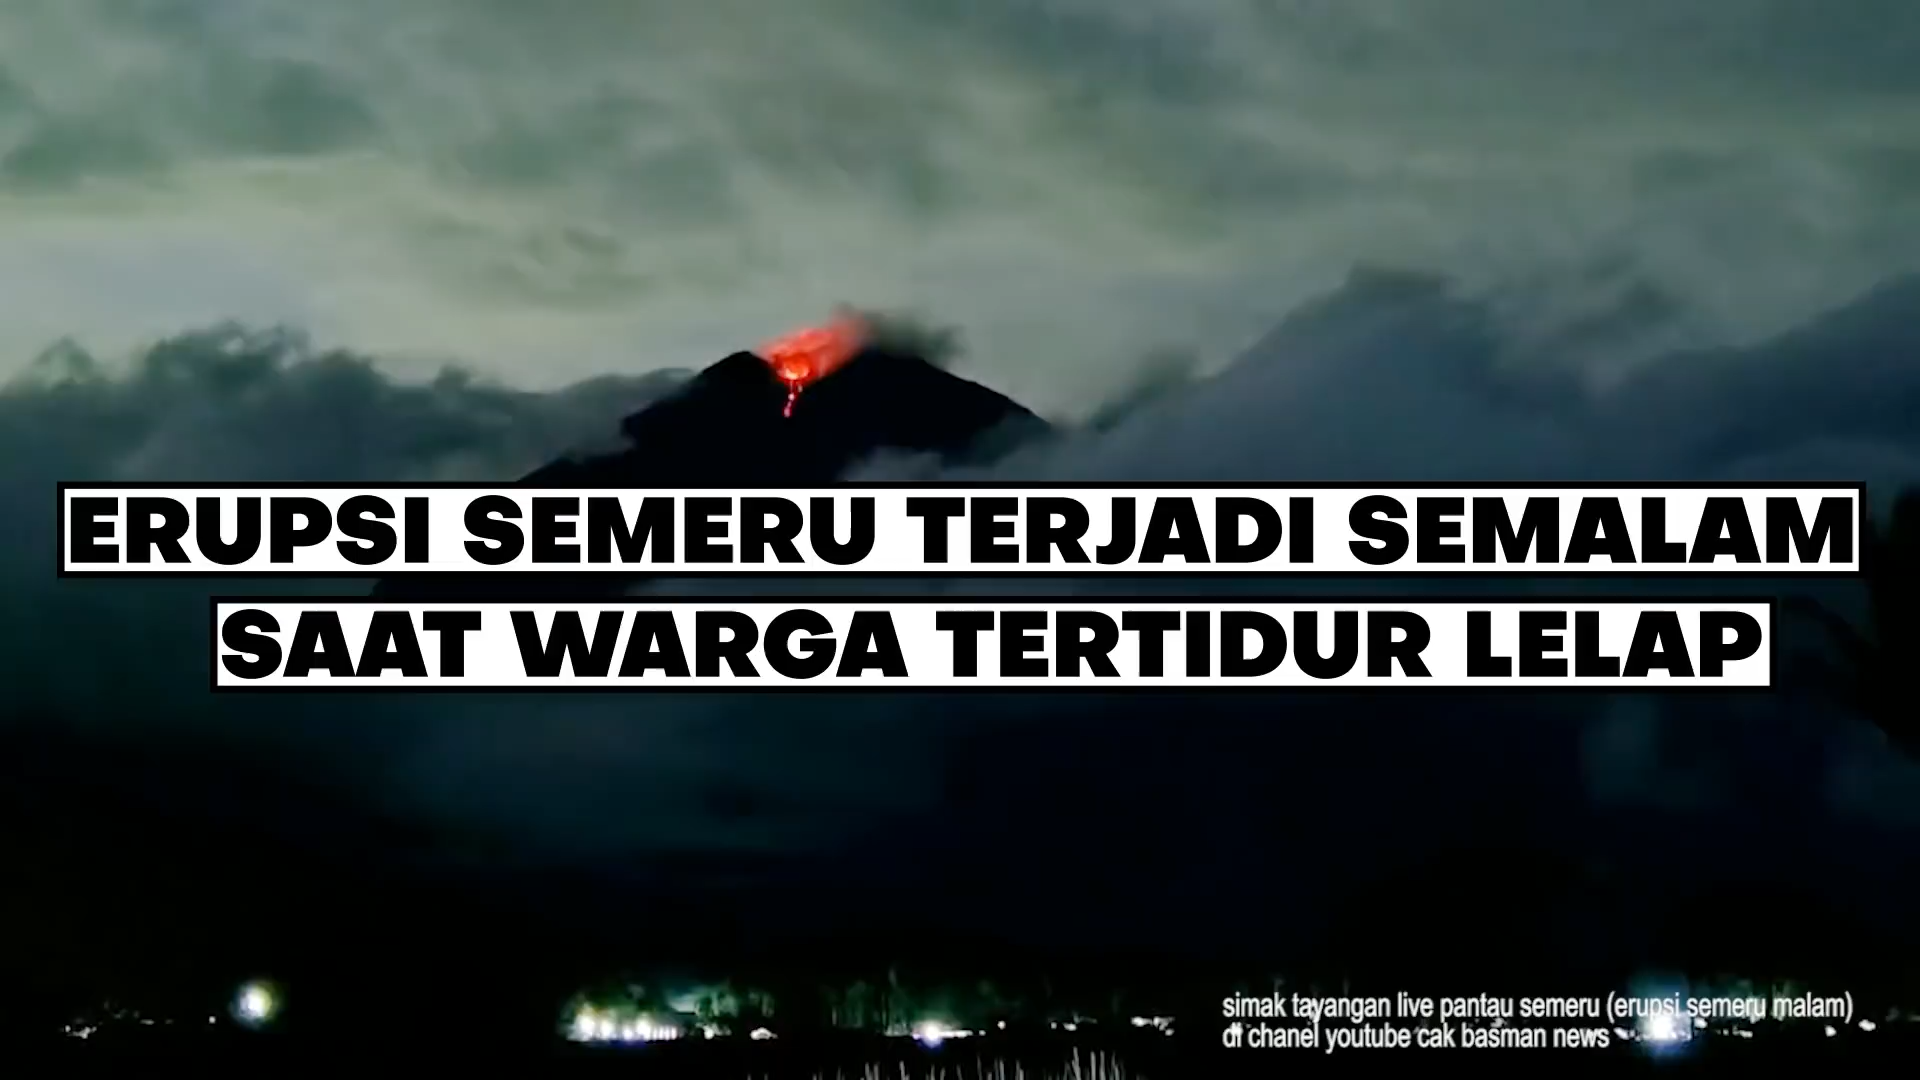 ERUPSI SEMERU TERJADI SEMALAM
SAAT WARGA TERTIDUR LELAP
simak tayangan live pantau semeru (erupsi semeru malam)
di chanel youtube cak basman news